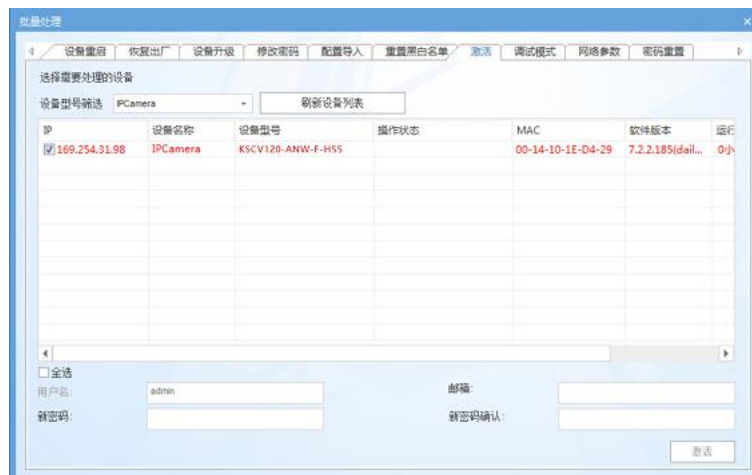 批量处理
设备重启 恢复出厂 设备升级 修改密码 配置导入 重置黑白名单 激活 调试模式 网络参数 密码重置
选择需要处理的设备
设备型号筛选 IPCamera 刷新设备列表
IP 设备名称 设备型号 操作状态 MAC 软件版本 运行
169.254.31.98 IPCamera KSCV120-ANW-F-H55 00-14-10-1E-D4-29 7.2.2.185(dail... 0小
全选
用户名: admin 邮箱:
新密码: 新密码确认:
激活